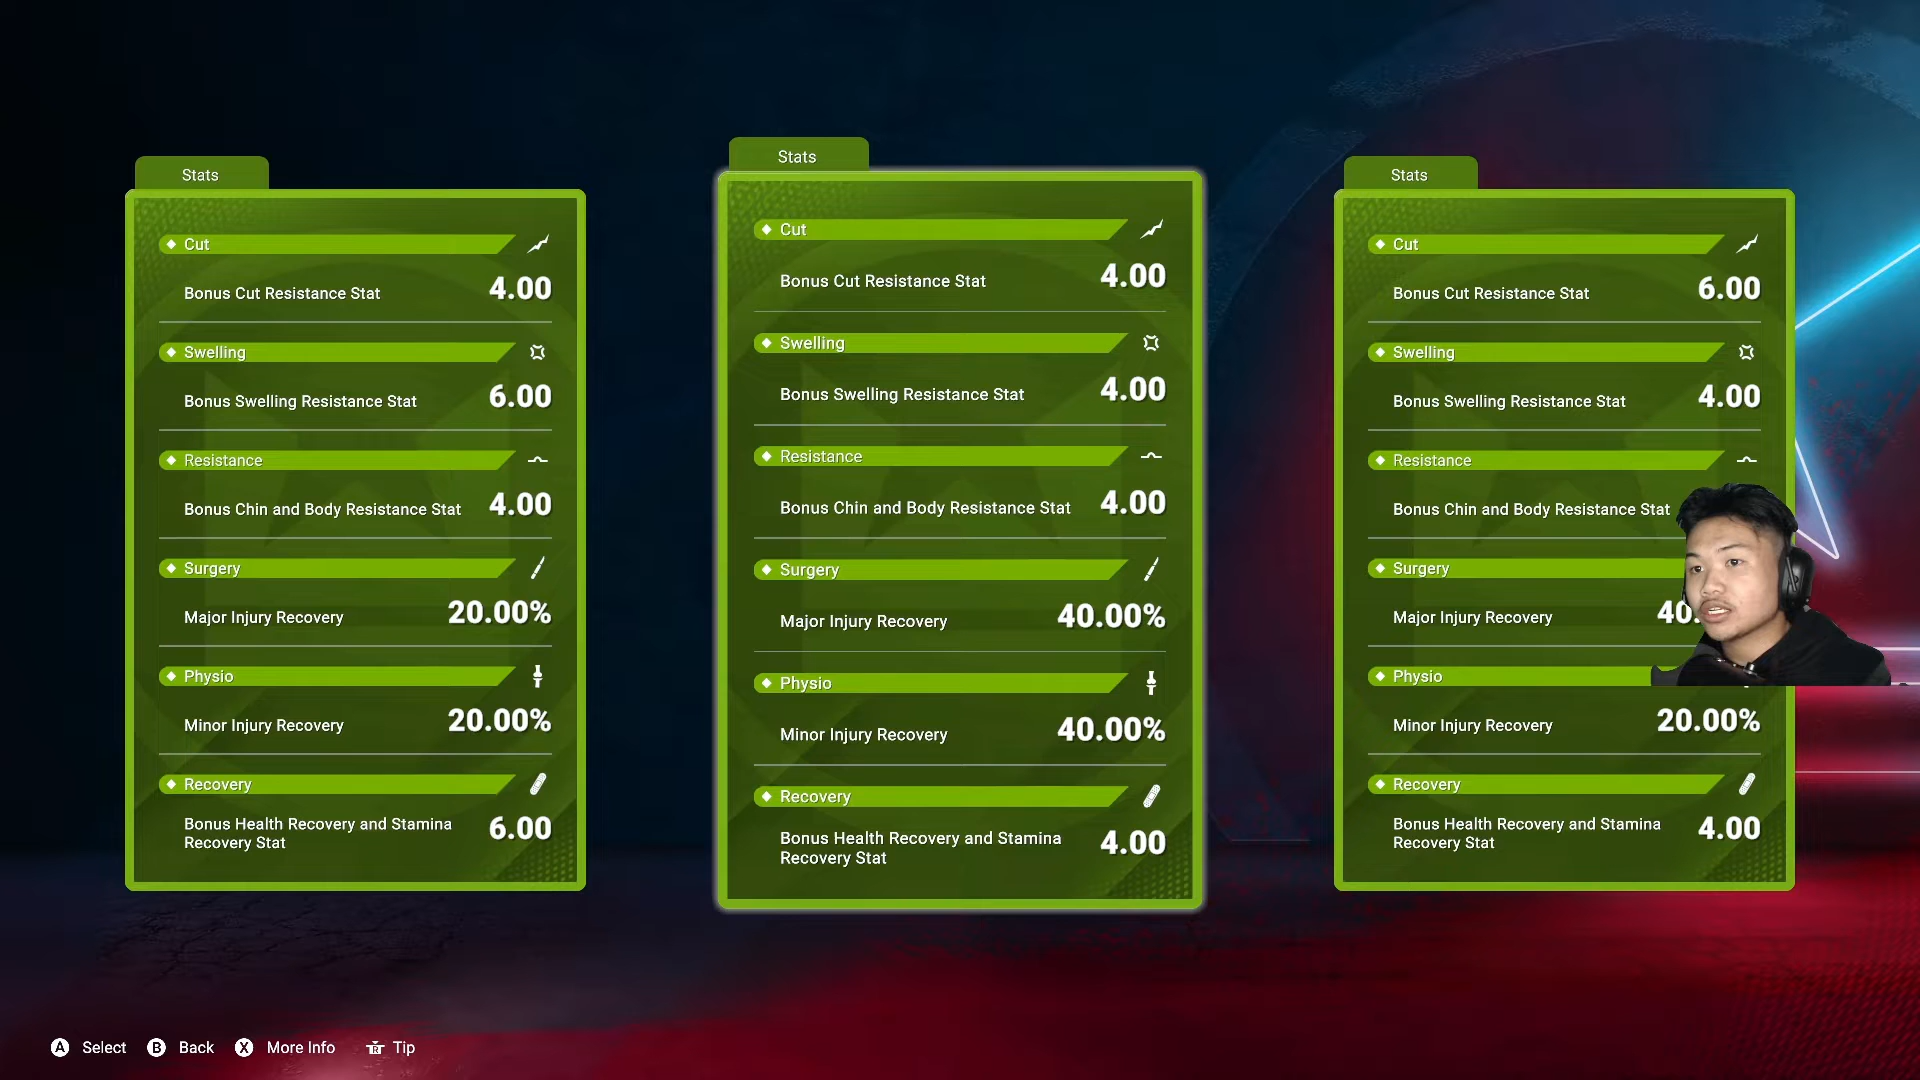 Stats
Cut
Bonus Cut Resistance Stat 4.00
Swelling
Bonus Swelling Resistance Stat 6.00
Resistance
Bonus Chin and Body Resistance Stat 4.00
Surgery
Major Injury Recovery 20.00%
Physio
Minor Injury Recovery 20.00%
Recovery
Bonus Health Recovery and Stamina
Recovery Stat 6.00
Stats
Cut
Bonus Cut Resistance Stat 4.00
Swelling
Bonus Swelling Resistance Stat 4.00
Resistance
Bonus Chin and Body Resistance Stat 4.00
Surgery
Major Injury Recovery 40.00%
Physio
Minor Injury Recovery 40.00%
Recovery
Bonus Health Recovery and Stamina
Recovery Stat 4.00
Stats
Cut
Bonus Cut Resistance Stat 6.00
Swelling
Bonus Swelling Resistance Stat 4.00
Resistance
Bonus Chin and Body Resistance Stat
Surgery
Major Injury Recovery
Physio
Minor Injury Recovery 20.00%
Recovery
Bonus Health Recovery and Stamina
Recovery Stat 4.00
A Select B Back X More Info R Tip